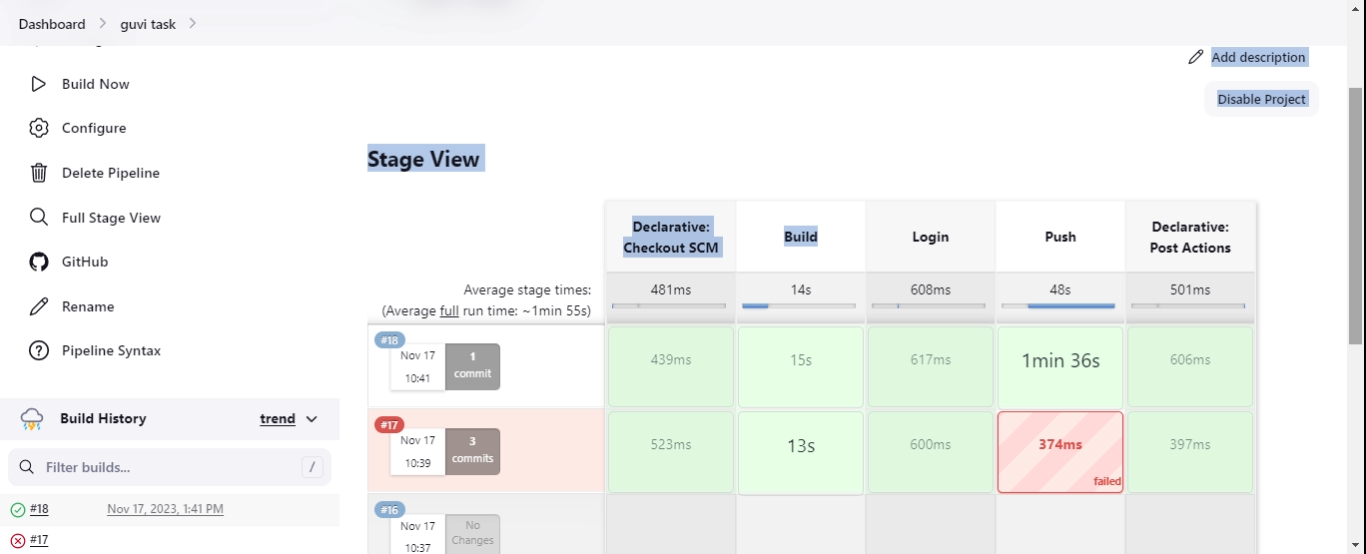 Dashboard
guvi task
Build Now
Configure
Delete Pipeline
Full Stage View
GitHub
Rename
Pipeline Syntax
Build History
trend
Filter builds...
/
#18
Nov 17, 2023, 1:41 PM
#17
Add description
Disable Project
Stage View
Declarative:
Checkout SCM
Build
Login
Push
Declarative:
Post Actions
Average stage times:
(Average full run time: ~1min 55s)
481ms
14s
608ms
48s
501ms
#18
Nov 17
10:41
1
commit
439ms
15s
617ms
1min 36s
606ms
#17
Nov 17
10:39
3
commits
523ms
13s
600ms
374ms
failed
397ms
#16
Nov 17
10:37
No
Changes